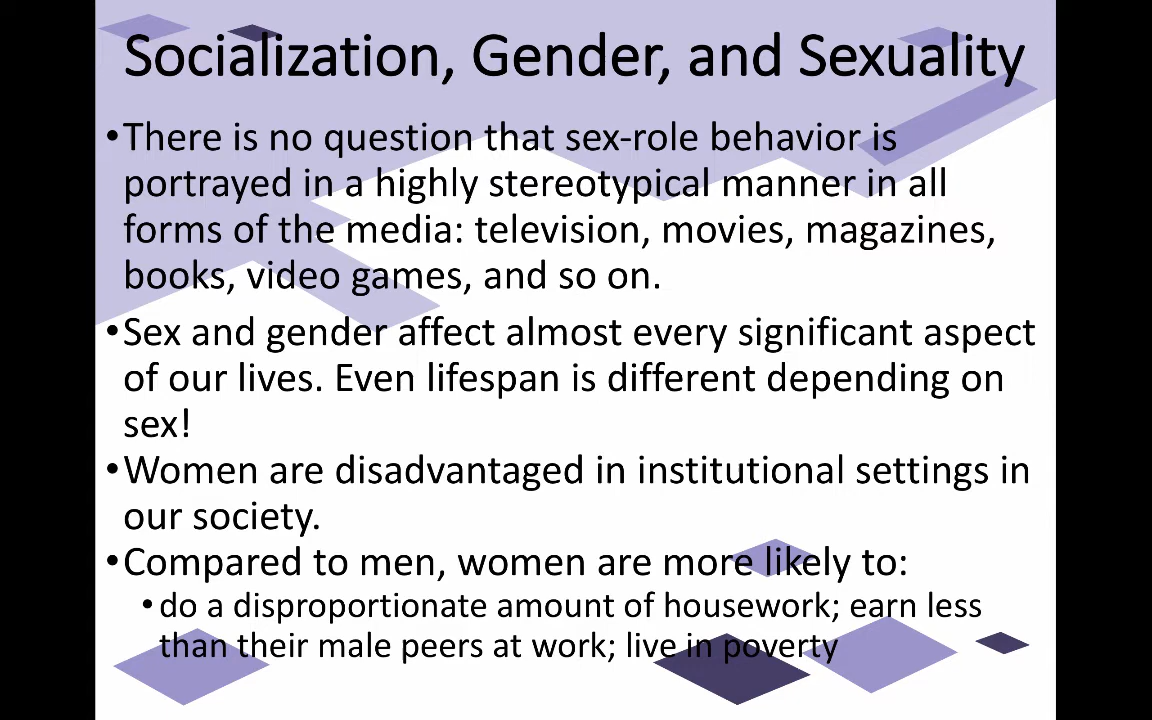 Socialization, Gender, and Sexuality
•There is no question that sex-role behavior is
portrayed in a highly stereotypical manner in all
forms of the media: television, movies, magazines,
books, video games, and so on.
•Sex and gender affect almost every significant aspect
of our lives. Even lifespan is different depending on
sex!
•Women are disadvantaged in institutional settings in
our society.
•Compared to men, women are more likely to:
•do a disproportionate amount of housework; earn less
than their male peers at work; live in poverty